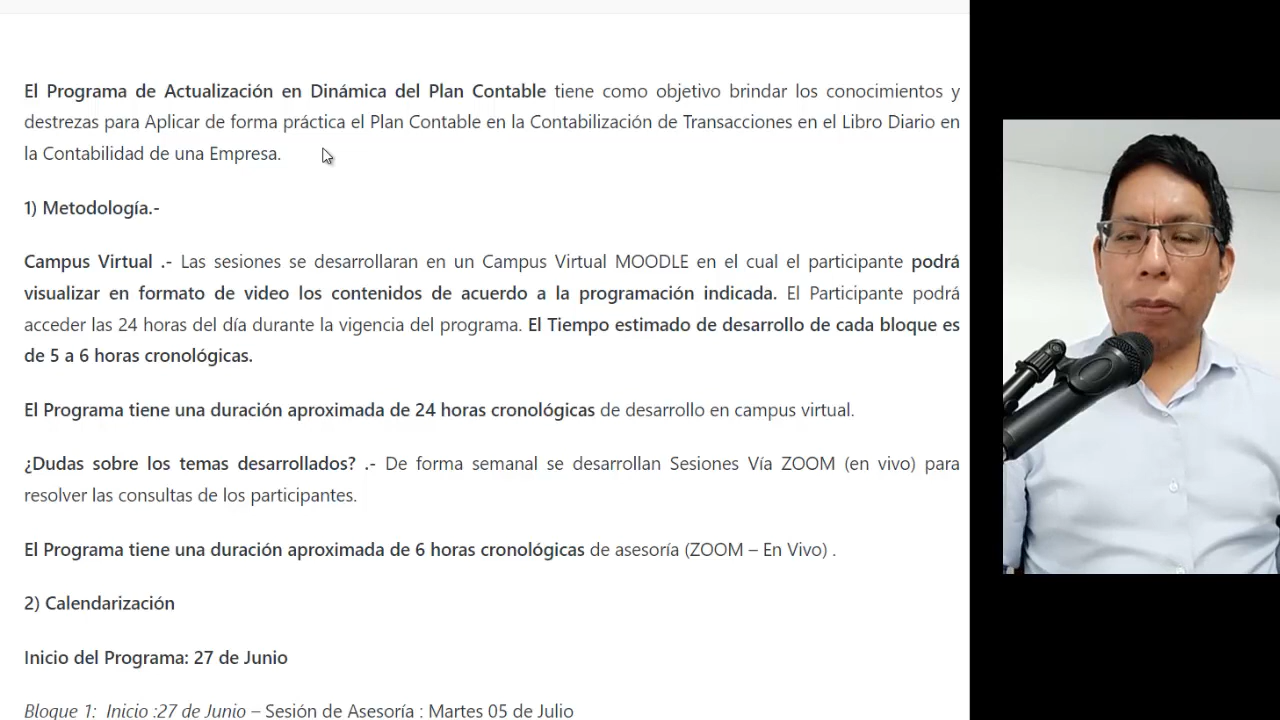 El Programa de Actualización en Dinámica del Plan Contable tiene como objetivo brindar los conocimientos y
destrezas para Aplicar de forma práctica el Plan Contable en la Contabilización de Transacciones en el Libro Diario en
la Contabilidad de una Empresa.
1) Metodología.-
Campus Virtual .- Las sesiones se desarrollaran en un Campus Virtual MOODLE en el cual el participante podrá
visualizar en formato de video los contenidos de acuerdo a la programación indicada. El Participante podrá
acceder las 24 horas del día durante la vigencia del programa. El Tiempo estimado de desarrollo de cada bloque es
de 5 a 6 horas cronológicas.
El Programa tiene una duración aproximada de 24 horas cronológicas de desarrollo en campus virtual.
¿Dudas sobre los temas desarrollados? .- De forma semanal se desarrollan Sesiones Vía ZOOM (en vivo) para
resolver las consultas de los participantes.
El Programa tiene una duración aproximada de 6 horas cronológicas de asesoría (ZOOM – En Vivo) .
2) Calendarización
Inicio del Programa: 27 de Junio
Bloque 1: Inicio :27 de Junio – Sesión de Asesoría : Martes 05 de Julio